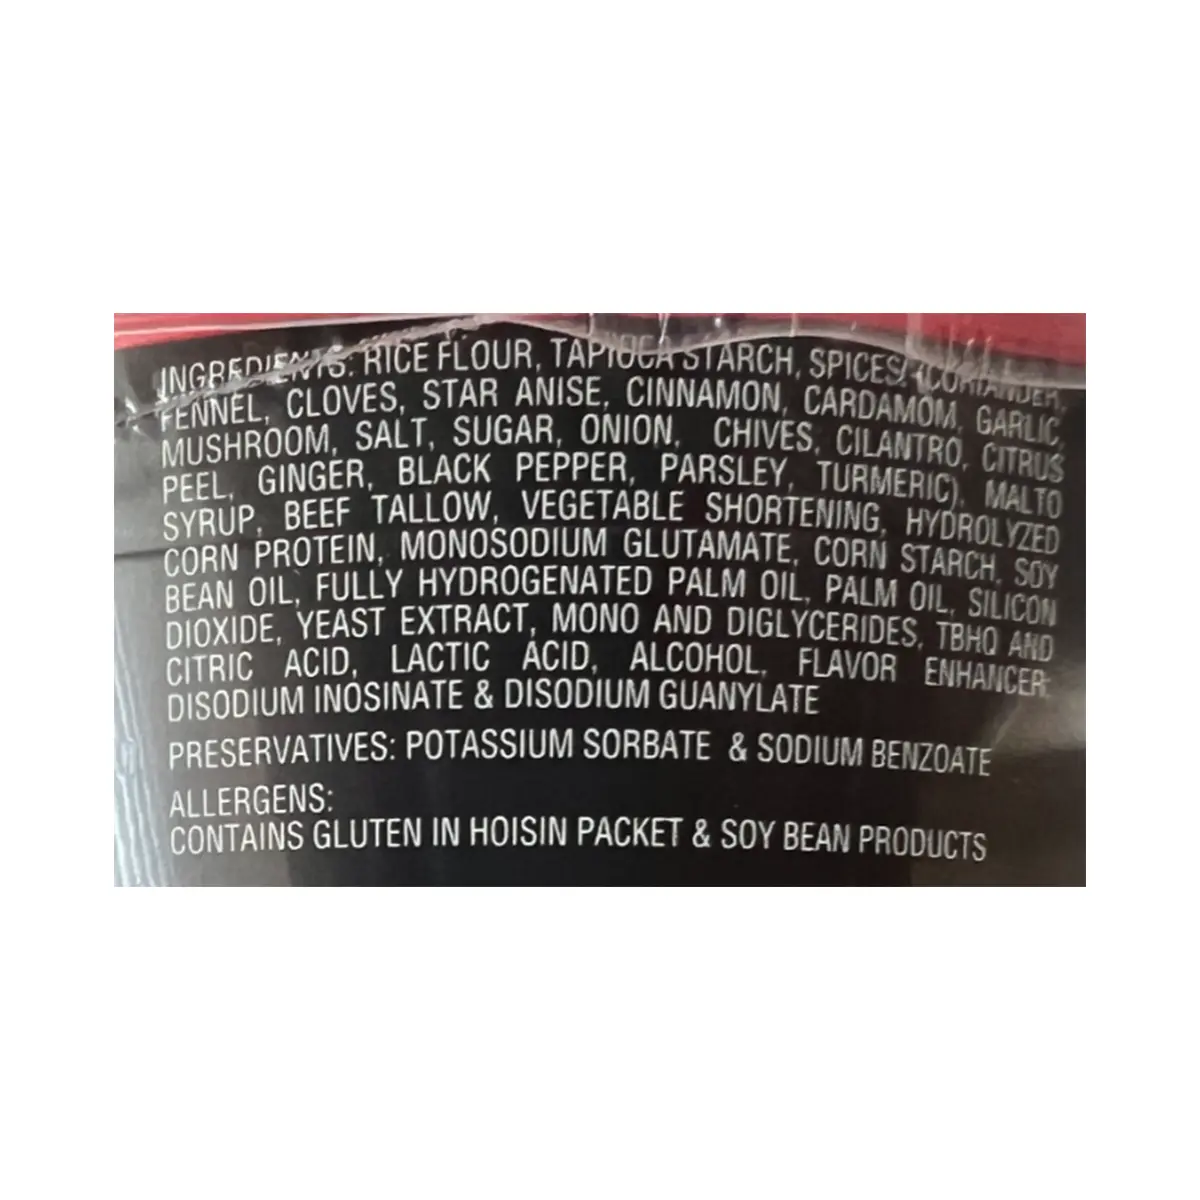 INGREDIENTS: RICE FLOUR, TAPIOCA STARCH, SPICES: (CORIANDER,
FENNEL, CLOVES, STAR ANISE, CINNAMON, CARDAMOM, GARLIC,
MUSHROOM, SALT, SUGAR, ONION, CHIVES, CILANTRO, CITRUS
PEEL, GINGER, BLACK PEPPER, PARSLEY, TURMERIC), MALTO
SYRUP, BEEF TALLOW, VEGETABLE SHORTENING, HYDROLYZED
CORN PROTEIN, MONOSODIUM GLUTAMATE, CORN STARCH, SOY
BEAN OIL, FULLY HYDROGENATED PALM OIL, PALM OIL, SILICON
DIOXIDE, YEAST EXTRACT, MONO AND DIGLYCERIDES, TBHQ AND
CITRIC ACID, LACTIC ACID, ALCOHOL, FLAVOR ENHANCER:
DISODIUM INOSINATE & DISODIUM GUANYLATE
PRESERVATIVES: POTASSIUM SORBATE & SODIUM BENZOATE
ALLERGENS:
CONTAINS GLUTEN IN HOISIN PACKET & SOY BEAN PRODUCTS